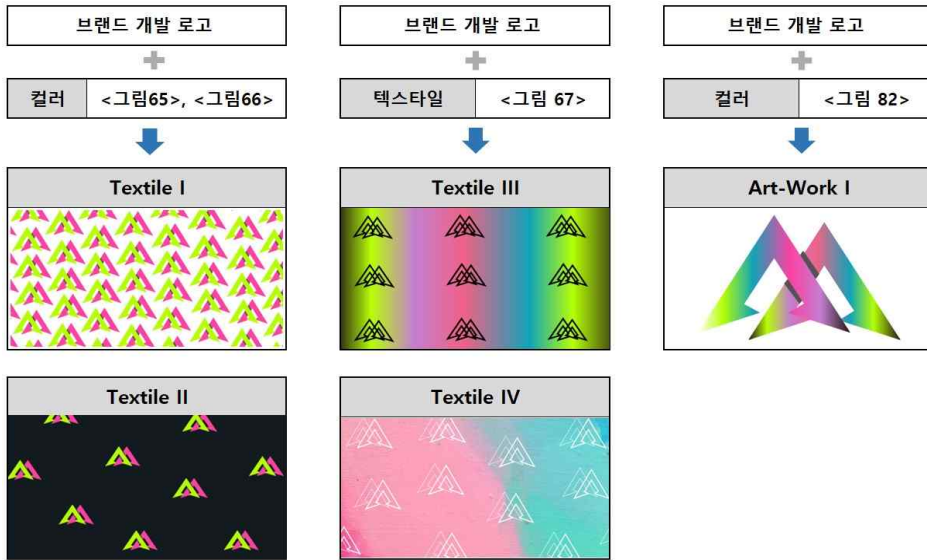 브랜드 개발 로고
컬러 <그림65>, <그림66>
Textile I
Textile II
브랜드 개발 로고
텍스타일 <그림 67>
Textile III
Textile IV
브랜드 개발 로고
컬러 <그림 82>
Art-Work I